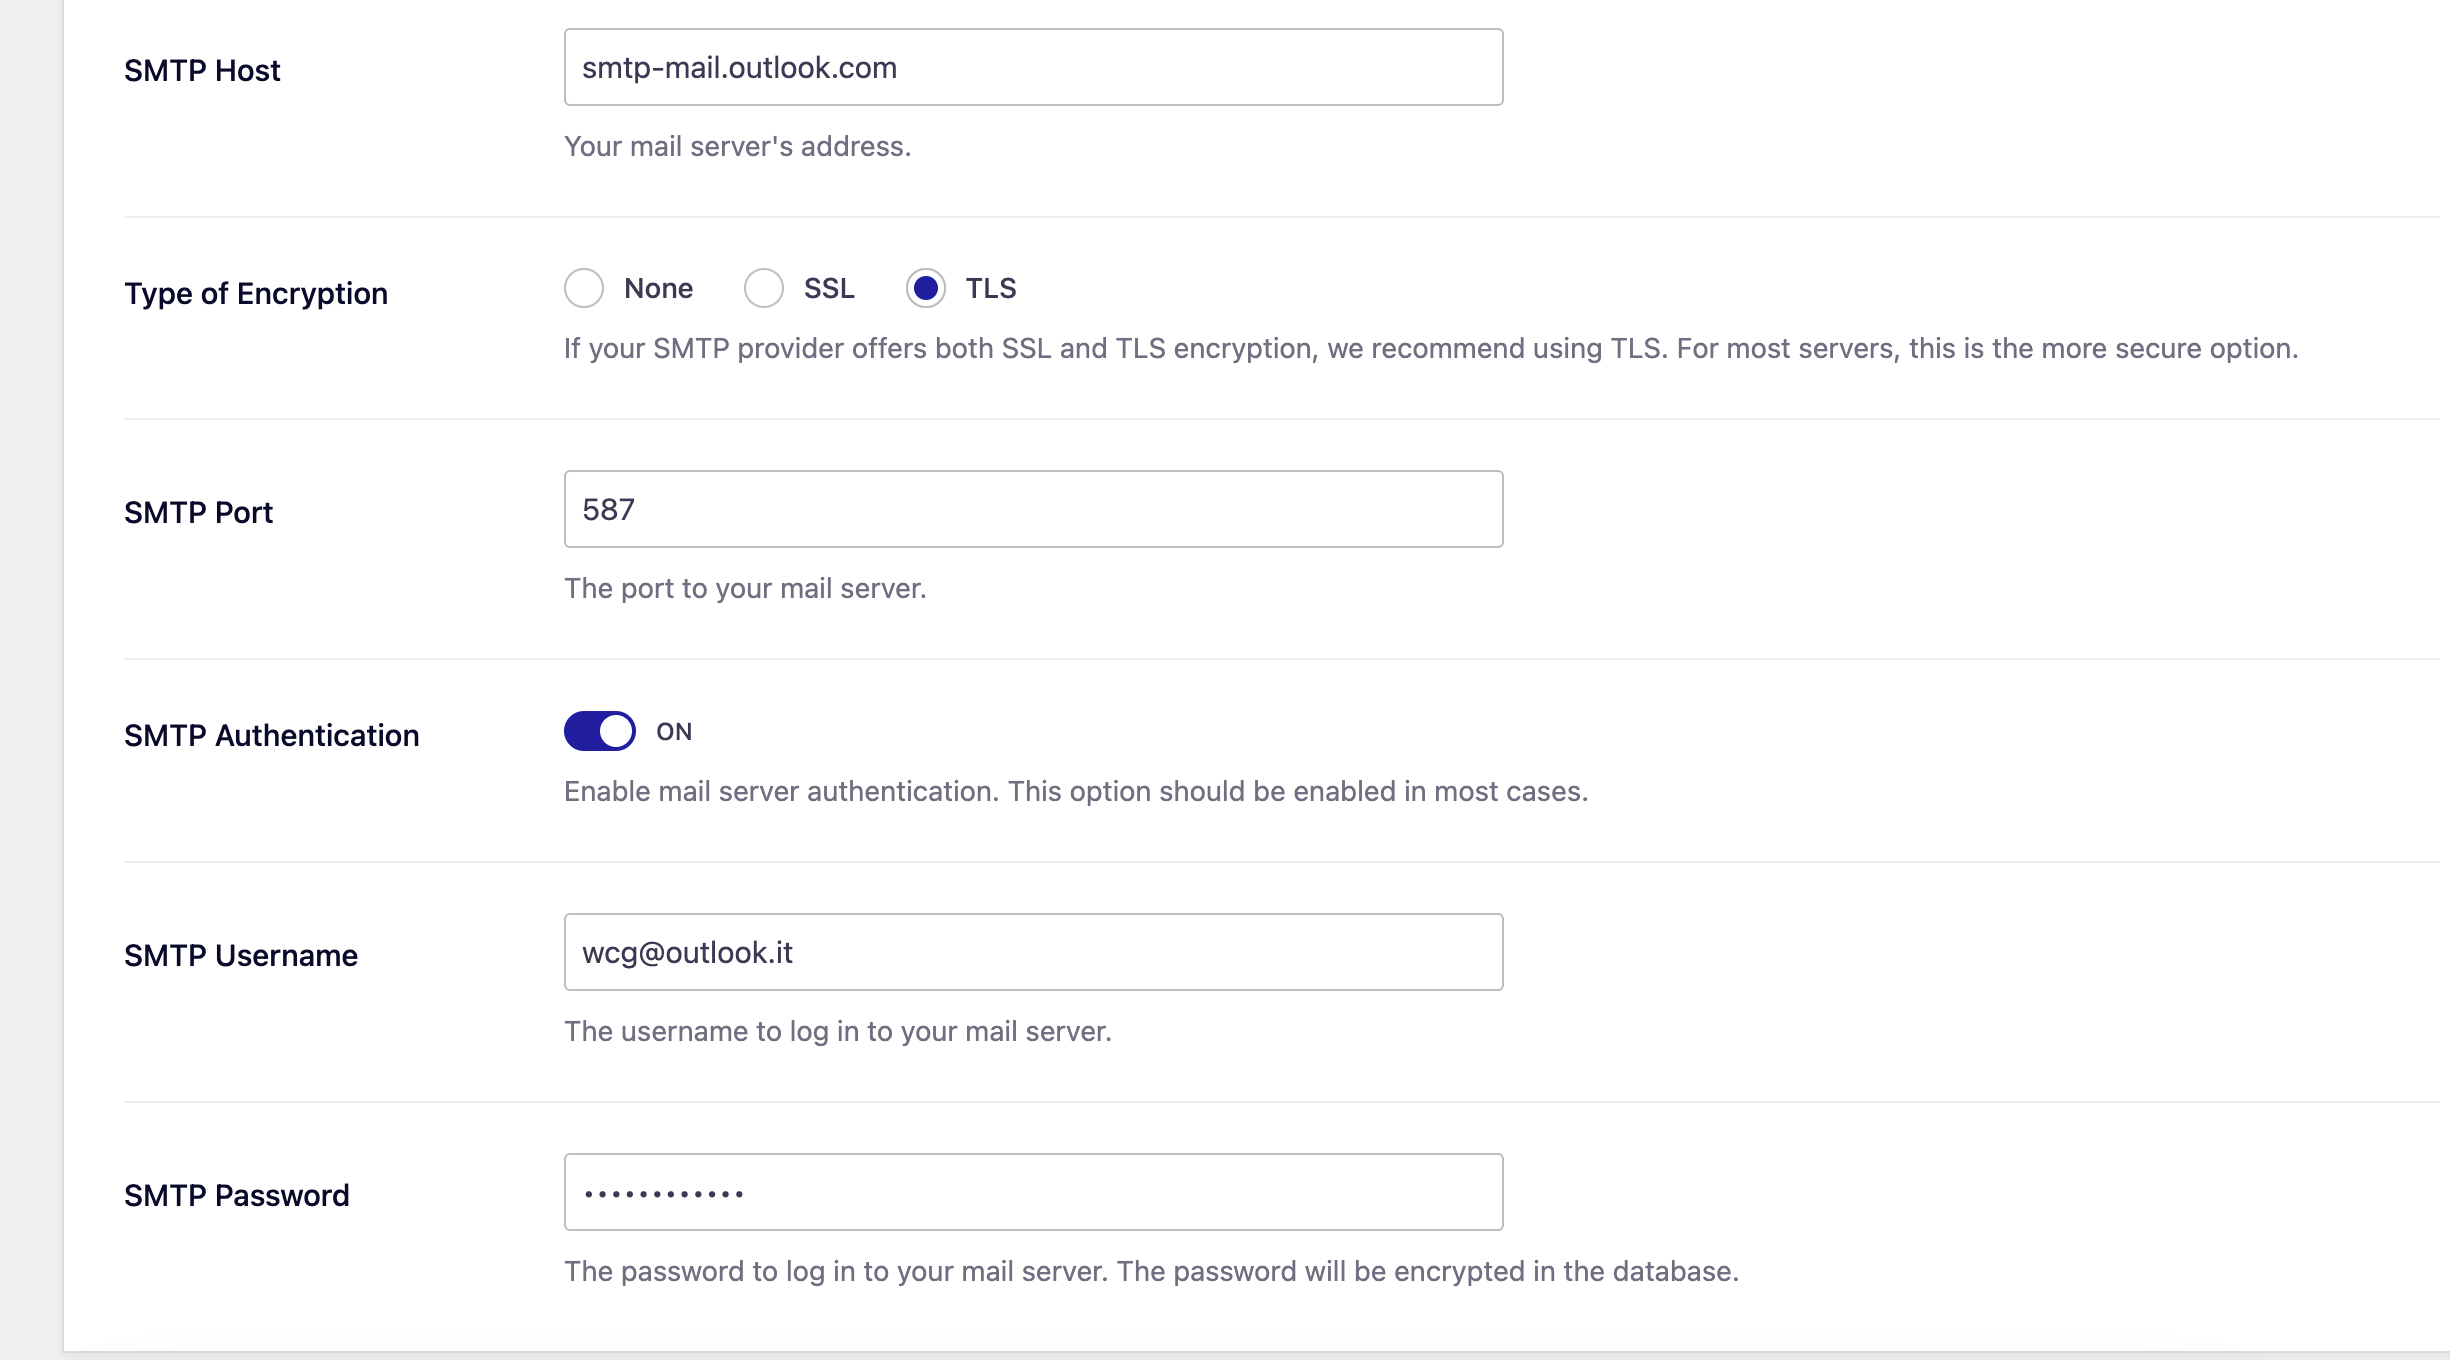 SMTP Host
smtp-mail.outlook.com
Your mail server's address.
Type of Encryption
None SSL TLS
If your SMTP provider offers both SSL and TLS encryption, we recommend using TLS. For most servers, this is the more secure option.
SMTP Port
587
The port to your mail server.
SMTP Authentication
ON
Enable mail server authentication. This option should be enabled in most cases.
SMTP Username
wcg@outlook.it
The username to log in to your mail server.
SMTP Password
••••••••••••
The password to log in to your mail server. The password will be encrypted in the database.